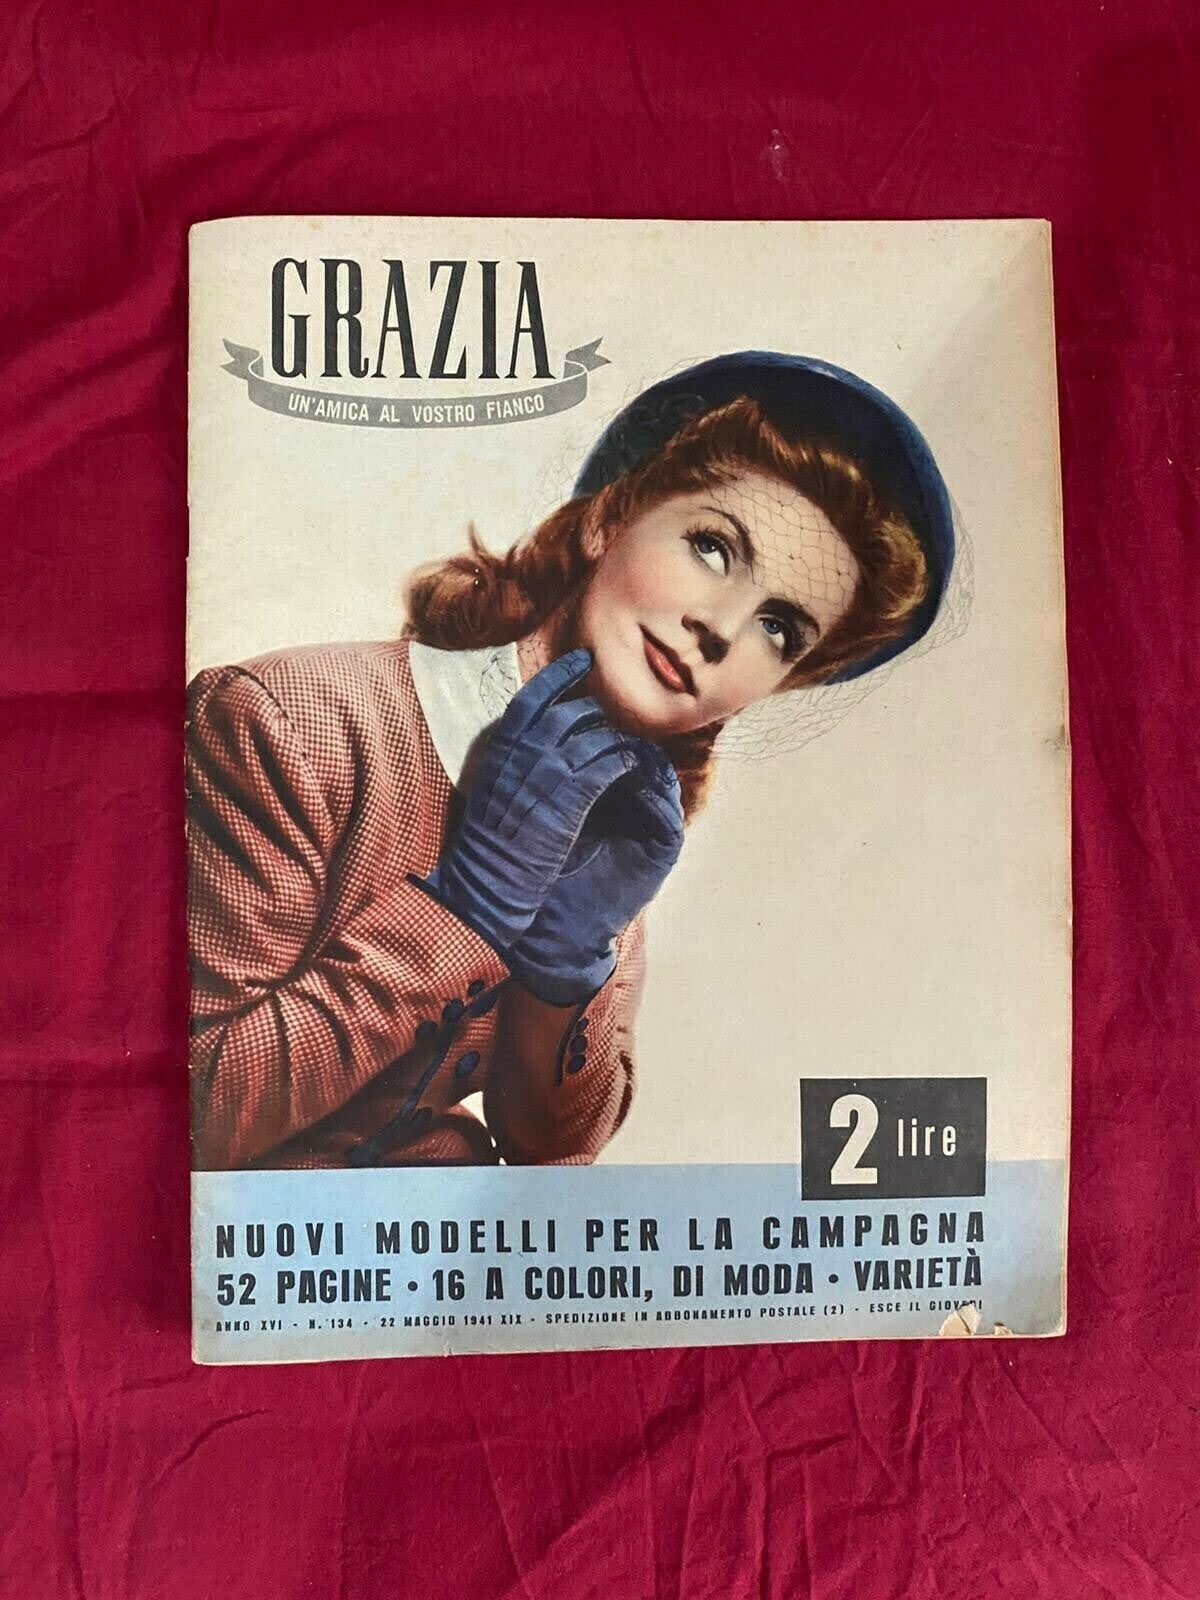 GRAZIA
UN'AMICA AL VOSTRO FIANCO
2 lire
NUOVI MODELLI PER LA CAMPAGNA
52 PAGINE • 16 A COLORI, DI MODA • VARIETÀ
ANNO XVI - N. 134 - 22 MAGGIO 1941 XIX - SPEDIZIONE IN ABBONAMENTO POSTALE (2) - ESCE IL GIOVEDI